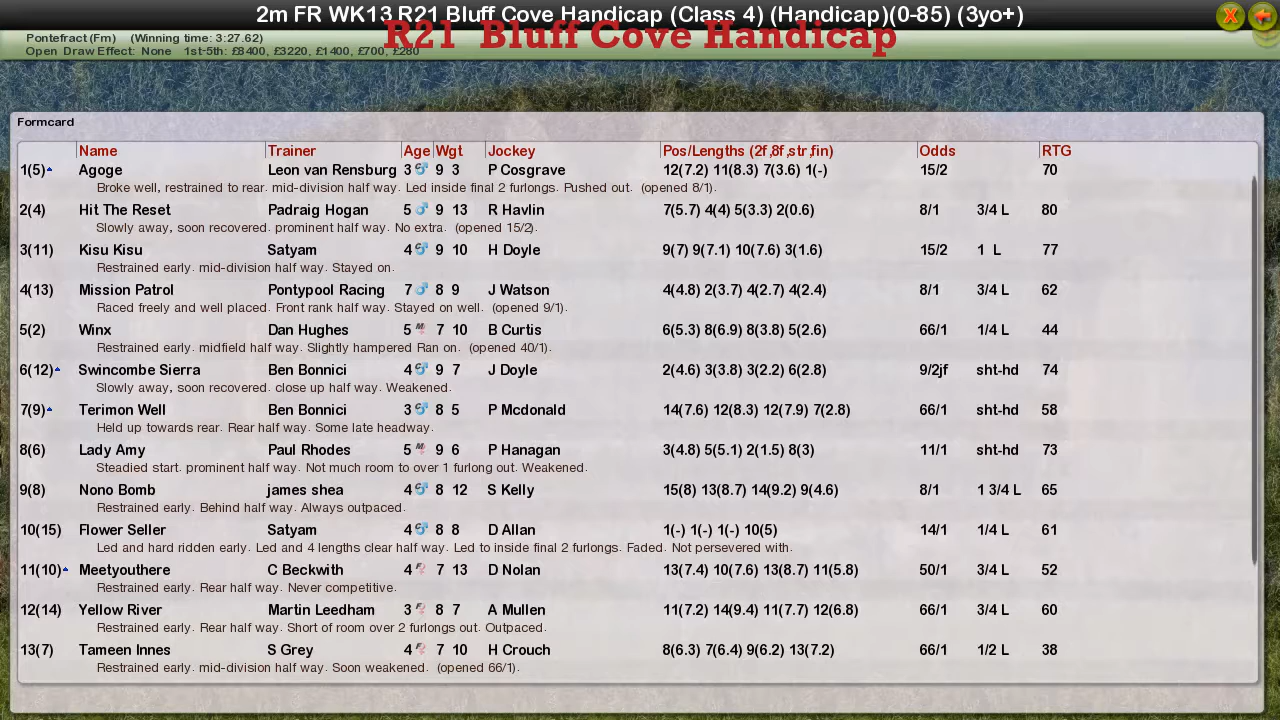 2m FR WK13 R21 Bluff Cove Handicap (Class 4) (Handicap)(0-85) (3yo+)
R21 Bluff Cove Handicap
Pontefract(Fm) (Winning time: 3:27.62)
Open Draw Effect: None 1st-5th: £8400, £3220, £1400, £700, £280
Formcard
Name Trainer Age Wgt Jockey Pos/Lengths (2f,8f,str,fin) Odds RTG
1(5) Agoge Leon van Rensburg 3 9 3 P Cosgrave 12(7.2) 11(8.3) 7(3.6) 1(-) 15/2 70
Broke well, restrained to rear. mid-division half way. Led inside final 2 furlongs. Pushed out. (opened 8/1).
2(4) Hit The Reset Padraig Hogan 5 9 13 R Havlin 7(5.7) 4(4) 5(3.3) 2(0.6) 8/1 3/4 L 80
Slowly away, soon recovered. prominent half way. No extra. (opened 15/2).
3(11) Kisu Kisu Satyam 4 9 10 H Doyle 9(7) 9(7.1) 10(7.6) 3(1.6) 15/2 1 L 77
Restrained early. mid-division half way. Stayed on.
4(13) Mission Patrol Pontypool Racing 7 8 9 J Watson 4(4.8) 2(3.7) 4(2.7) 4(2.4) 8/1 3/4 L 62
Raced freely and well placed. Front rank half way. Stayed on well. (opened 9/1).
5(2) Winx Dan Hughes 5 7 10 B Curtis 6(5.3) 8(6.9) 8(3.8) 5(2.6) 66/1 1/4 L 44
Restrained early. midfield half way. Slightly hampered Ran on. (opened 40/1).
6(12) Swincombe Sierra Ben Bonnici 4 9 7 J Doyle 2(4.6) 3(3.8) 3(2.2) 6(2.8) 9/2jf sht-hd 74
Slowly away, soon recovered. close up half way. Weakened.
7(9) Terimon Well Ben Bonnici 3 8 5 P Mcdonald 14(7.6) 12(8.3) 12(7.9) 7(2.8) 66/1 sht-hd 58
Held up towards rear. Rear half way. Some late headway.
8(6) Lady Amy Paul Rhodes 5 9 6 P Hanagan 3(4.8) 5(5.1) 2(1.5) 8(3) 11/1 sht-hd 73
Steadied start. prominent half way. Not much room to over 1 furlong out. Weakened.
9(8) Nono Bomb james shea 4 8 12 S Kelly 15(8) 13(8.7) 14(9.2) 9(4.6) 8/1 1 3/4 L 65
Restrained early. Behind half way. Always outpaced.
10(15) Flower Seller Satyam 4 8 8 D Allan 1(-) 1(-) 1(-) 10(5) 14/1 1/4 L 61
Led and hard ridden early. Led and 4 lengths clear half way. Led to inside final 2 furlongs. Faded. Not persevered with.
11(10) Meetyouthere C Beckwith 4 7 13 D Nolan 13(7.4) 10(7.6) 13(8.7) 11(5.8) 50/1 3/4 L 52
Restrained early. Rear half way. Never competitive.
12(14) Yellow River Martin Leedham 3 8 7 A Mullen 11(7.2) 14(9.4) 11(7.7) 12(6.8) 66/1 3/4 L 60
Restrained early. Rear half way. Short of room over 2 furlongs out. Outpaced.
13(7) Tameen Innes S Grey 4 7 10 H Crouch 8(6.3) 7(6.4) 9(6.2) 13(7.2) 66/1 1/2 L 38
Restrained early. mid-division half way. Soon weakened. (opened 66/1).